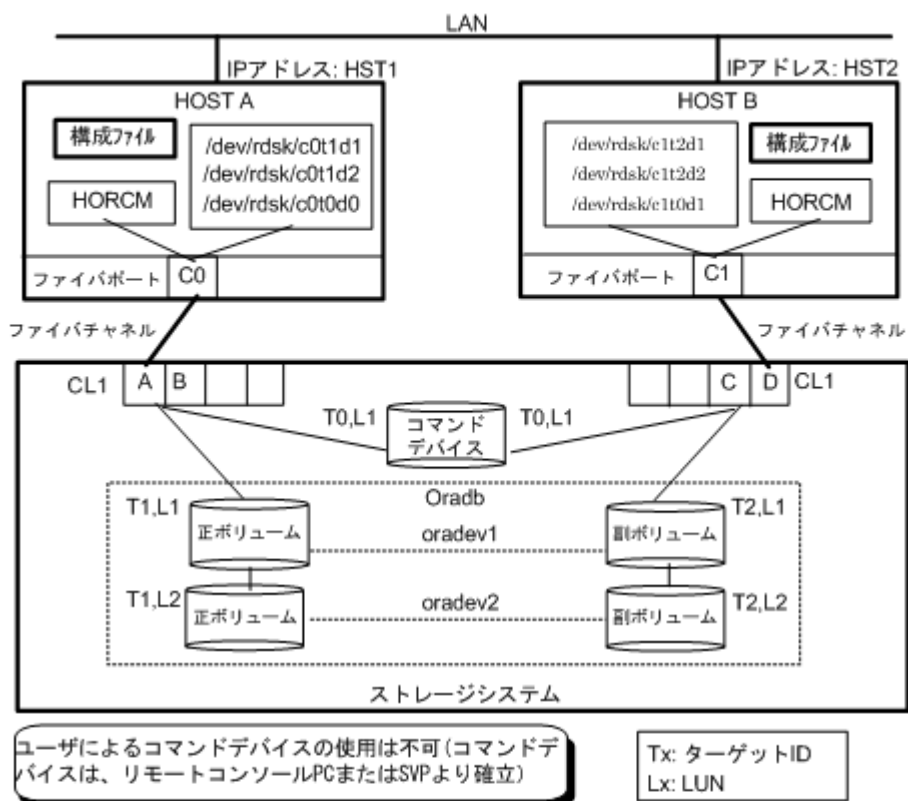 LAN
IPアドレス: HST1
IPアドレス: HST2
HOST A
構成ファイル
/dev/rdsk/c0t1d1
/dev/rdsk/c0t1d2
/dev/rdsk/c0t0d0
HORCM
ファイバポート
C0
HOST B
/dev/rdsk/c1t2d1
/dev/rdsk/c1t2d2
/dev/rdsk/c1t0d1
構成ファイル
HORCM
ファイバポート
C1
ファイバチャネル
ファイバチャネル
CL1
A
B
C
D
CL1
T0,L1
コマンド
デバイス
T0,L1
Oradb
T1,L1
正ボリューム
oradev1
副ボリューム
T2,L1
T1,L2
正ボリューム
oradev2
副ボリューム
T2,L2
ストレージシステム
ユーザによるコマンドデバイスの使用は不可(コマンドデ
バイスは、リモートコンソールPCまたはSVPより確立)
Tx: ターゲットID
Lx: LUN